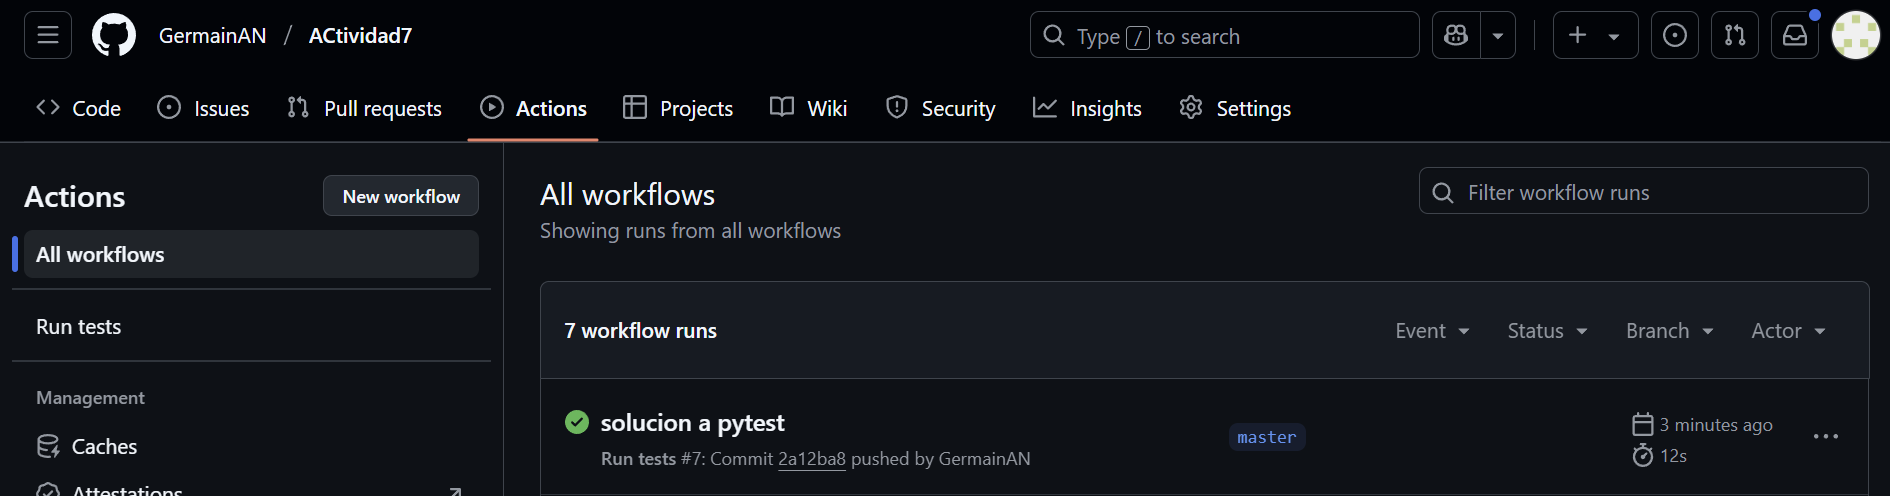 GermainAN / ACtividad7
Type / to search
Code Issues Pull requests Actions Projects Wiki Security Insights Settings
Actions
New workflow
All workflows
Run tests
Management
Caches
Attestations
All workflows
Showing runs from all workflows
Filter workflow runs
7 workflow runs
Event Status Branch Actor
solucion a pytest
Run tests #7: Commit 2a12ba8 pushed by GermainAN
master
3 minutes ago
12s